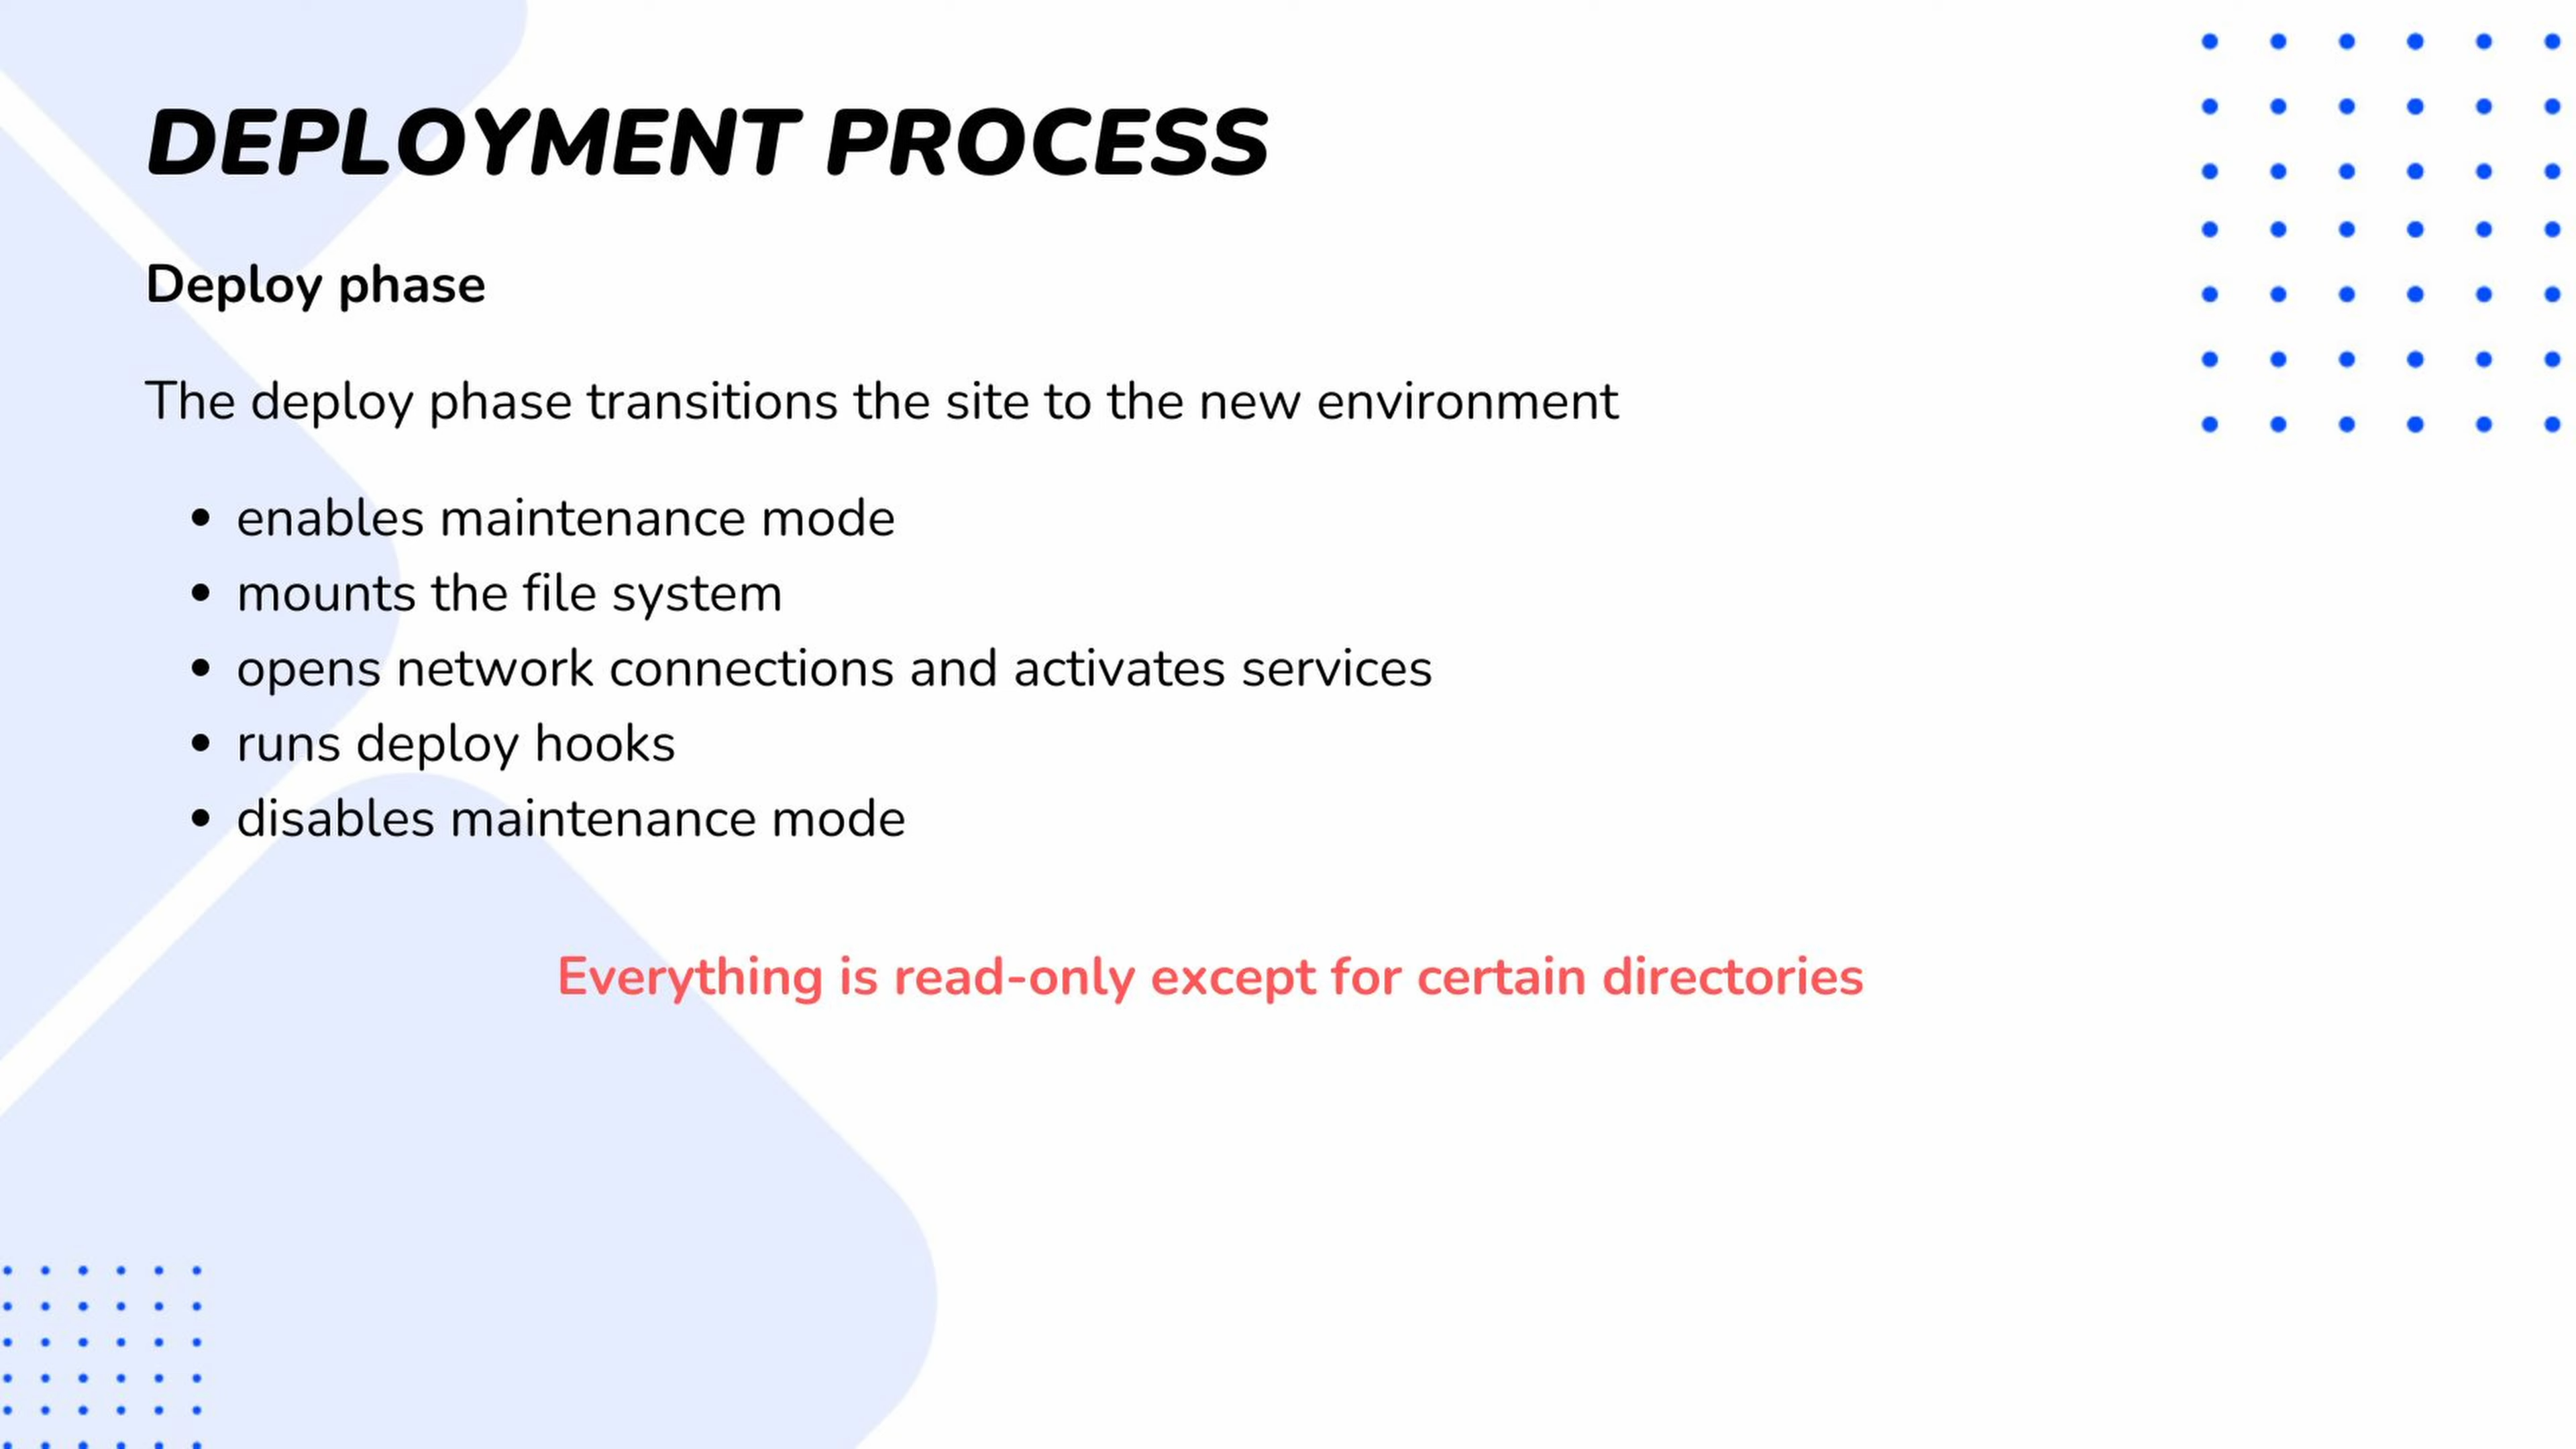 DEPLOYMENT PROCESS
Deploy phase
The deploy phase transitions the site to the new environment
• enables maintenance mode
• mounts the file system
• opens network connections and activates services
• runs deploy hooks
• disables maintenance mode
Everything is read-only except for certain directories